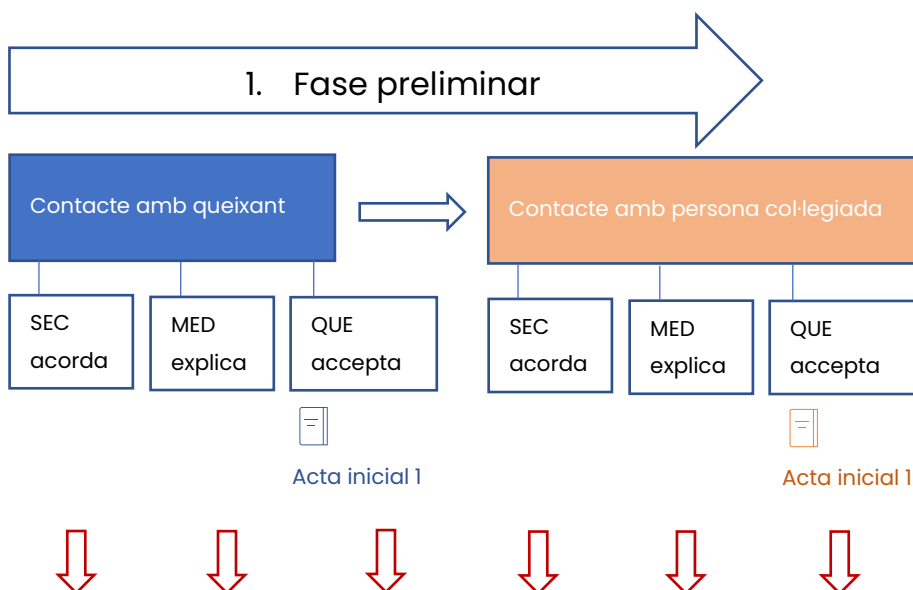 1. Fase preliminar
Contacte amb queixant
Contacte amb persona col·legiada
SEC
acorda
MED
explica
QUE
accepta
SEC
acorda
MED
explica
QUE
accepta
Acta inicial 1
Acta inicial 1